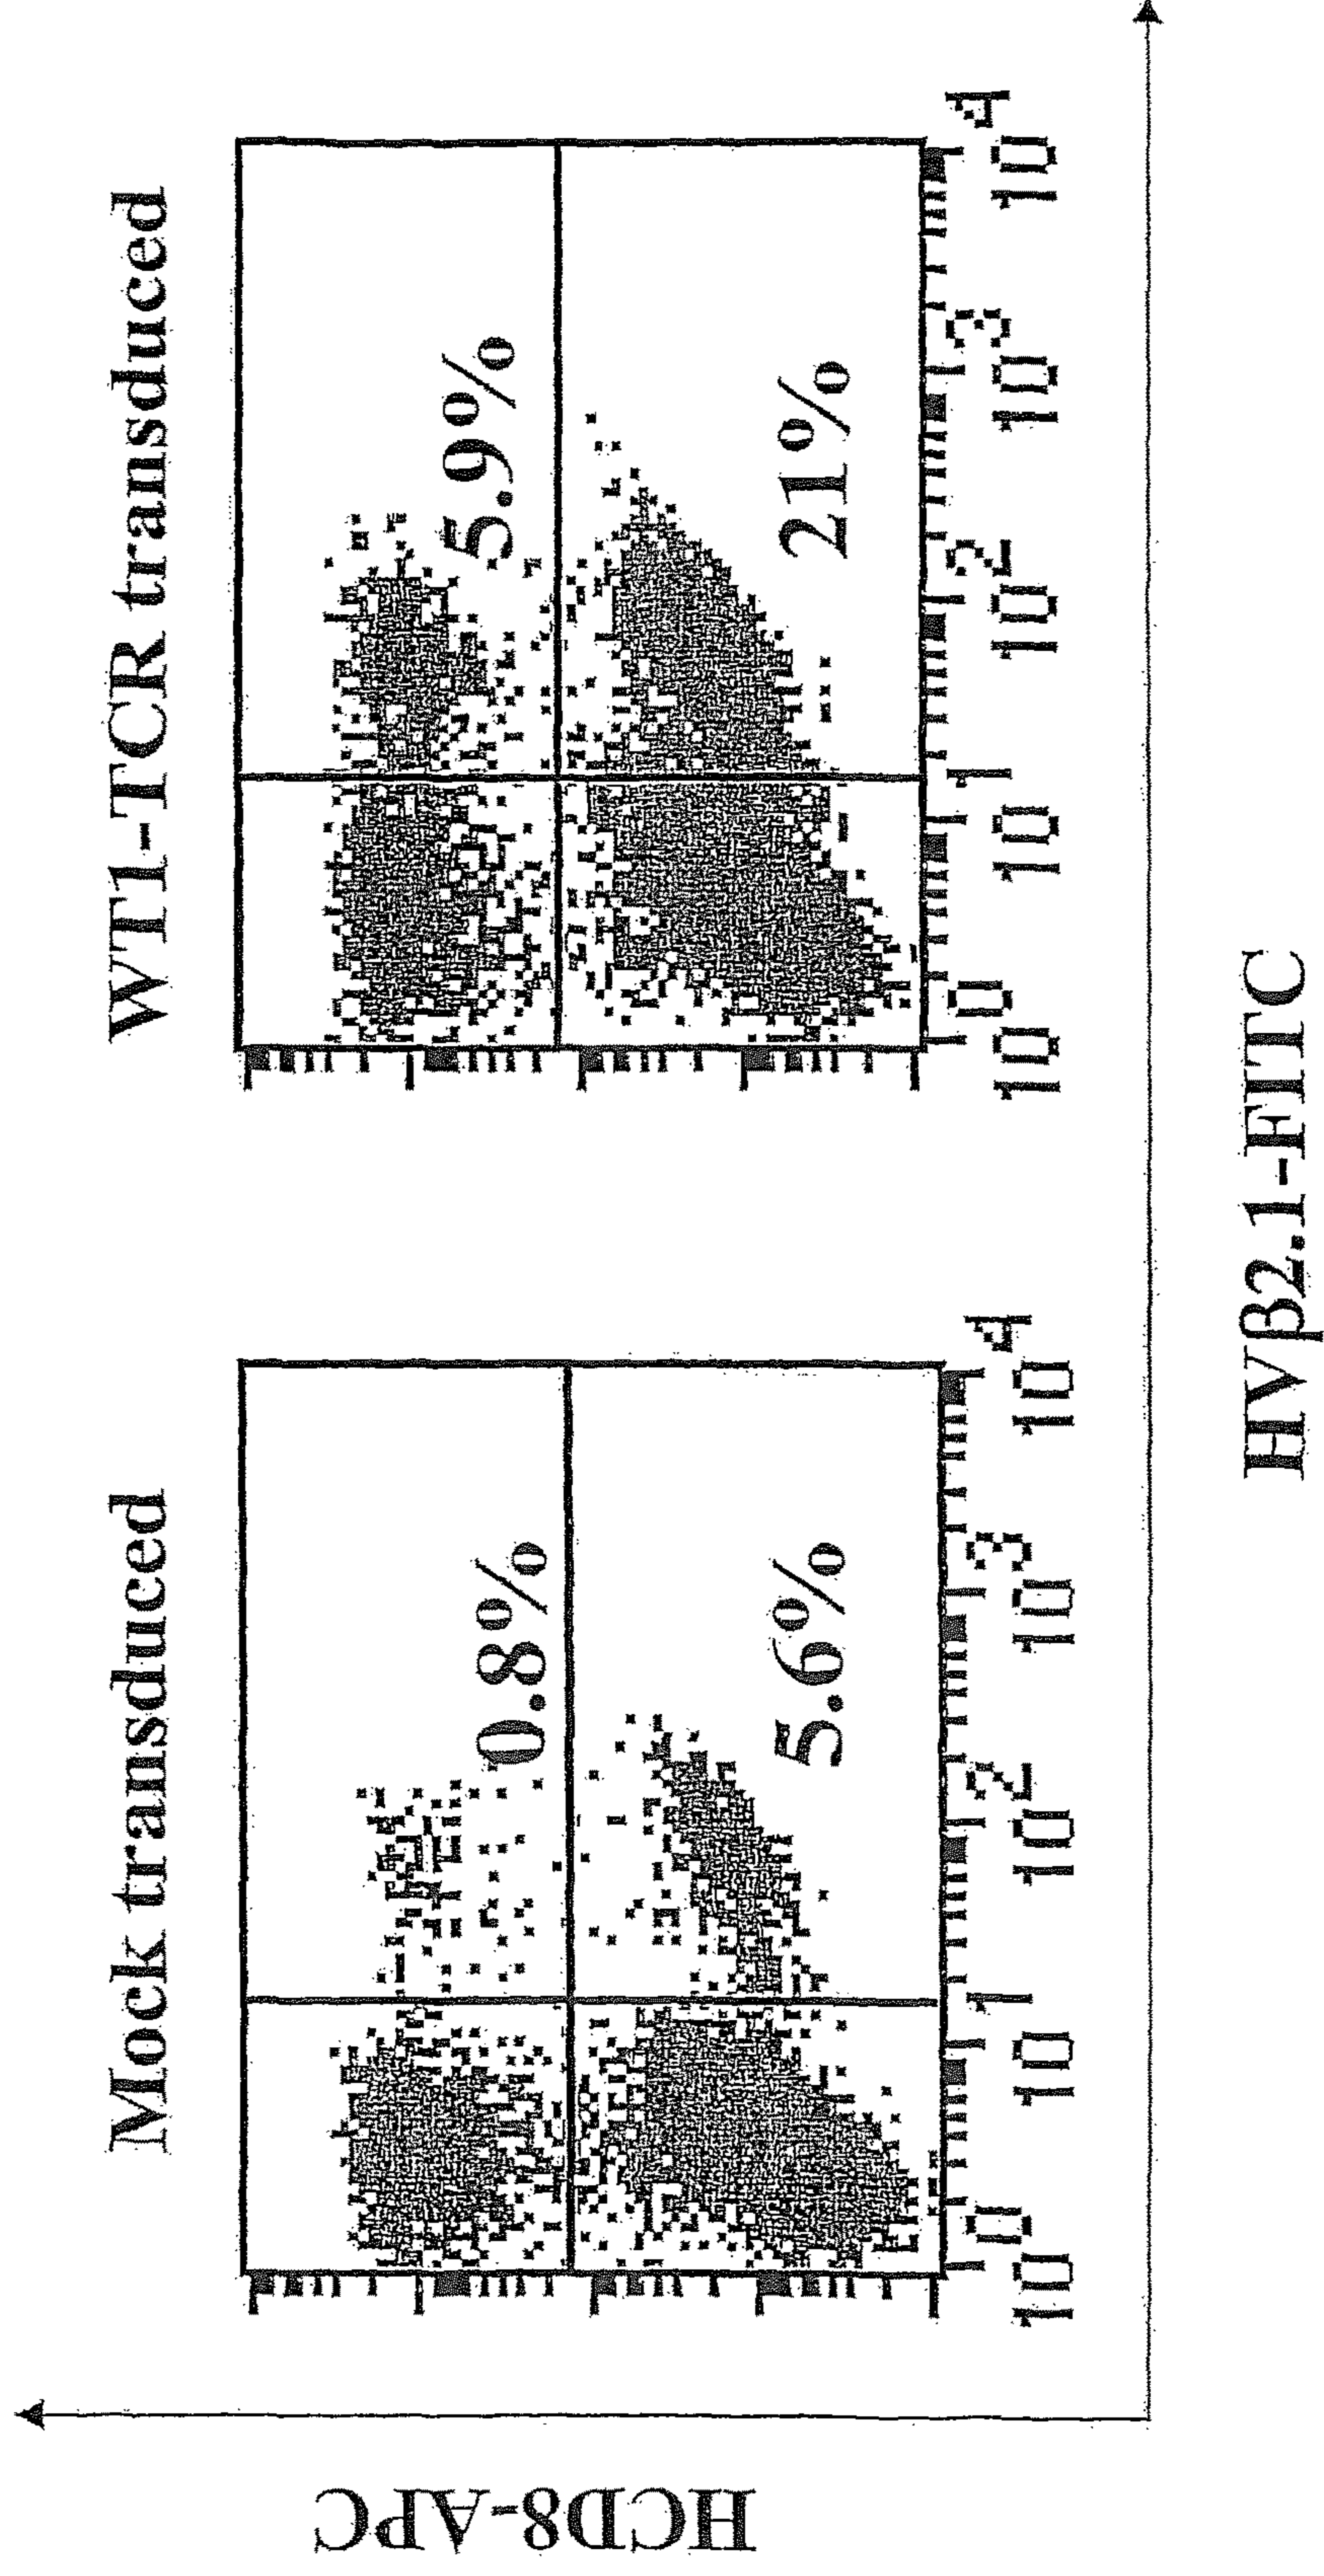 Mock transduced
WT1-TCR transduced
0.8%
5.9%
5.6%
21%
10^0 10^1 10^2 10^3 10^4
10^0 10^1 10^2 10^3 10^4
HCD8-APC
HVβ2.1-FITC